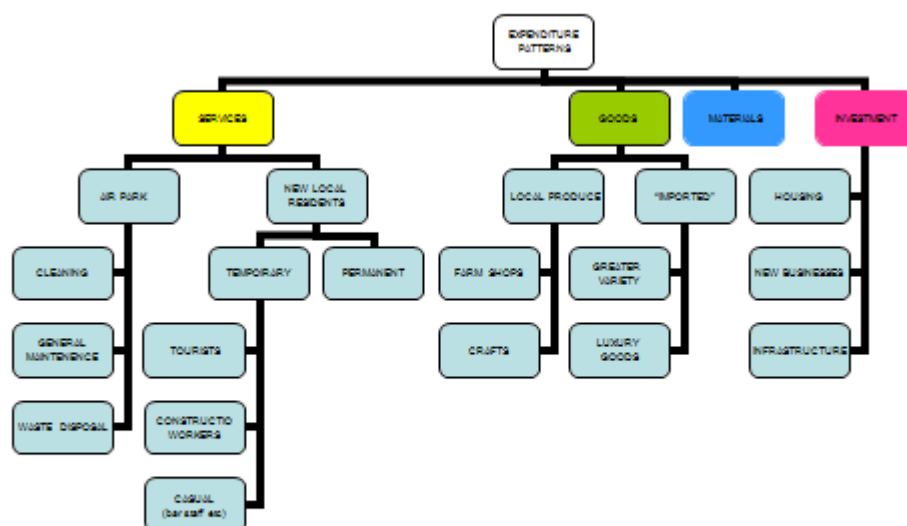 EXPENDITURE
PATTERNS
SERVICES
GOODS
MATERIALS
INVESTMENT
AIR PARK
NEW LOCAL
RESIDENTS
LOCAL PRODUCE
"IMPORTED"
HOUSING
CLEANING
TEMPORARY
PERMANENT
FARM SHOPS
GREATER
VARIETY
NEW BUSINESSES
GENERAL
MAINTENENCE
TOURISTS
CRAFTS
LUXURY
GOODS
INFRASTRUCTURE
WASTE DISPOSAL
CONSTRUCTIO
WORKERS
CASUAL
(bar staff etc)